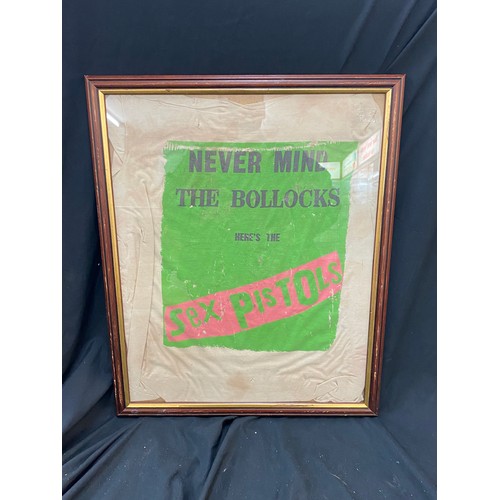 NEVER MIND
THE BOLLOCKS
HERE'S THE
SeX PiSTOLs